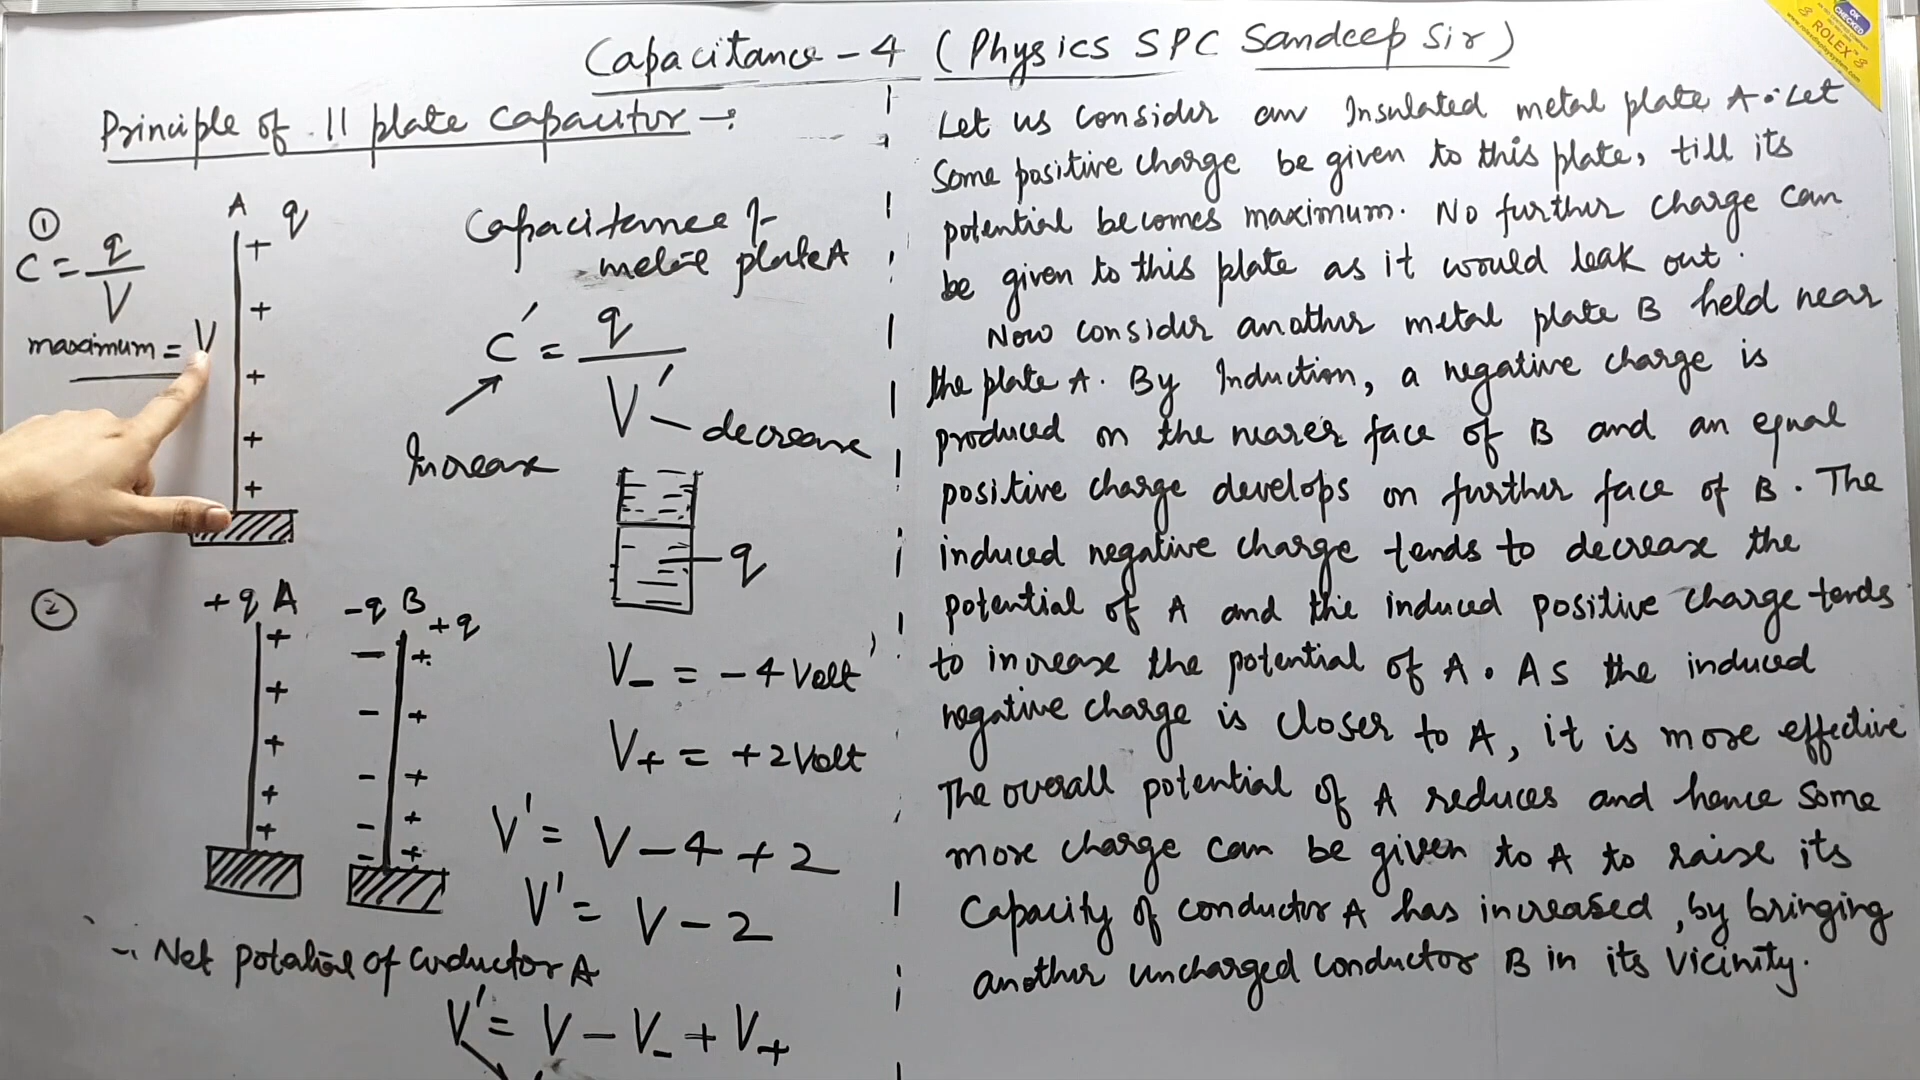 Capacitance - 4 (Physics SPC Sandeep Sir)
Principle of || plate Capacitor -:
①
C = q/V
maximum = V
A q
+
+
+
+
+
Capacitance of
metal plate A
C' = q/V'
Increase
decrease
q
②
+q A
-q B +q
+ - +
+ - +
+ - +
+ - +
+ - +
V- = -4 Volt
V+ = +2 Volt
V' = V - 4 + 2
V' = V - 2
∴ Net potential of Conductor A
V' = V - V- + V+
Let us consider an Insulated metal plate A. Let
Some positive charge be given to this plate, till its
potential becomes maximum. No further charge can
be given to this plate as it would leak out.
Now consider another metal plate B held near
the plate A. By Induction, a negative charge is
produced on the nearer face of B and an equal
positive charge develops on further face of B. The
induced negative charge tends to decrease the
potential of A and the induced positive charge tends
to increase the potential of A. As the induced
negative charge is closer to A, it is more effective
The overall potential of A reduces and hence some
more charge can be given to A to raise its
Capacity of conductor A has increased, by bringing
another uncharged conductor B in its vicinity.
OK
CHECKED
ROLEX